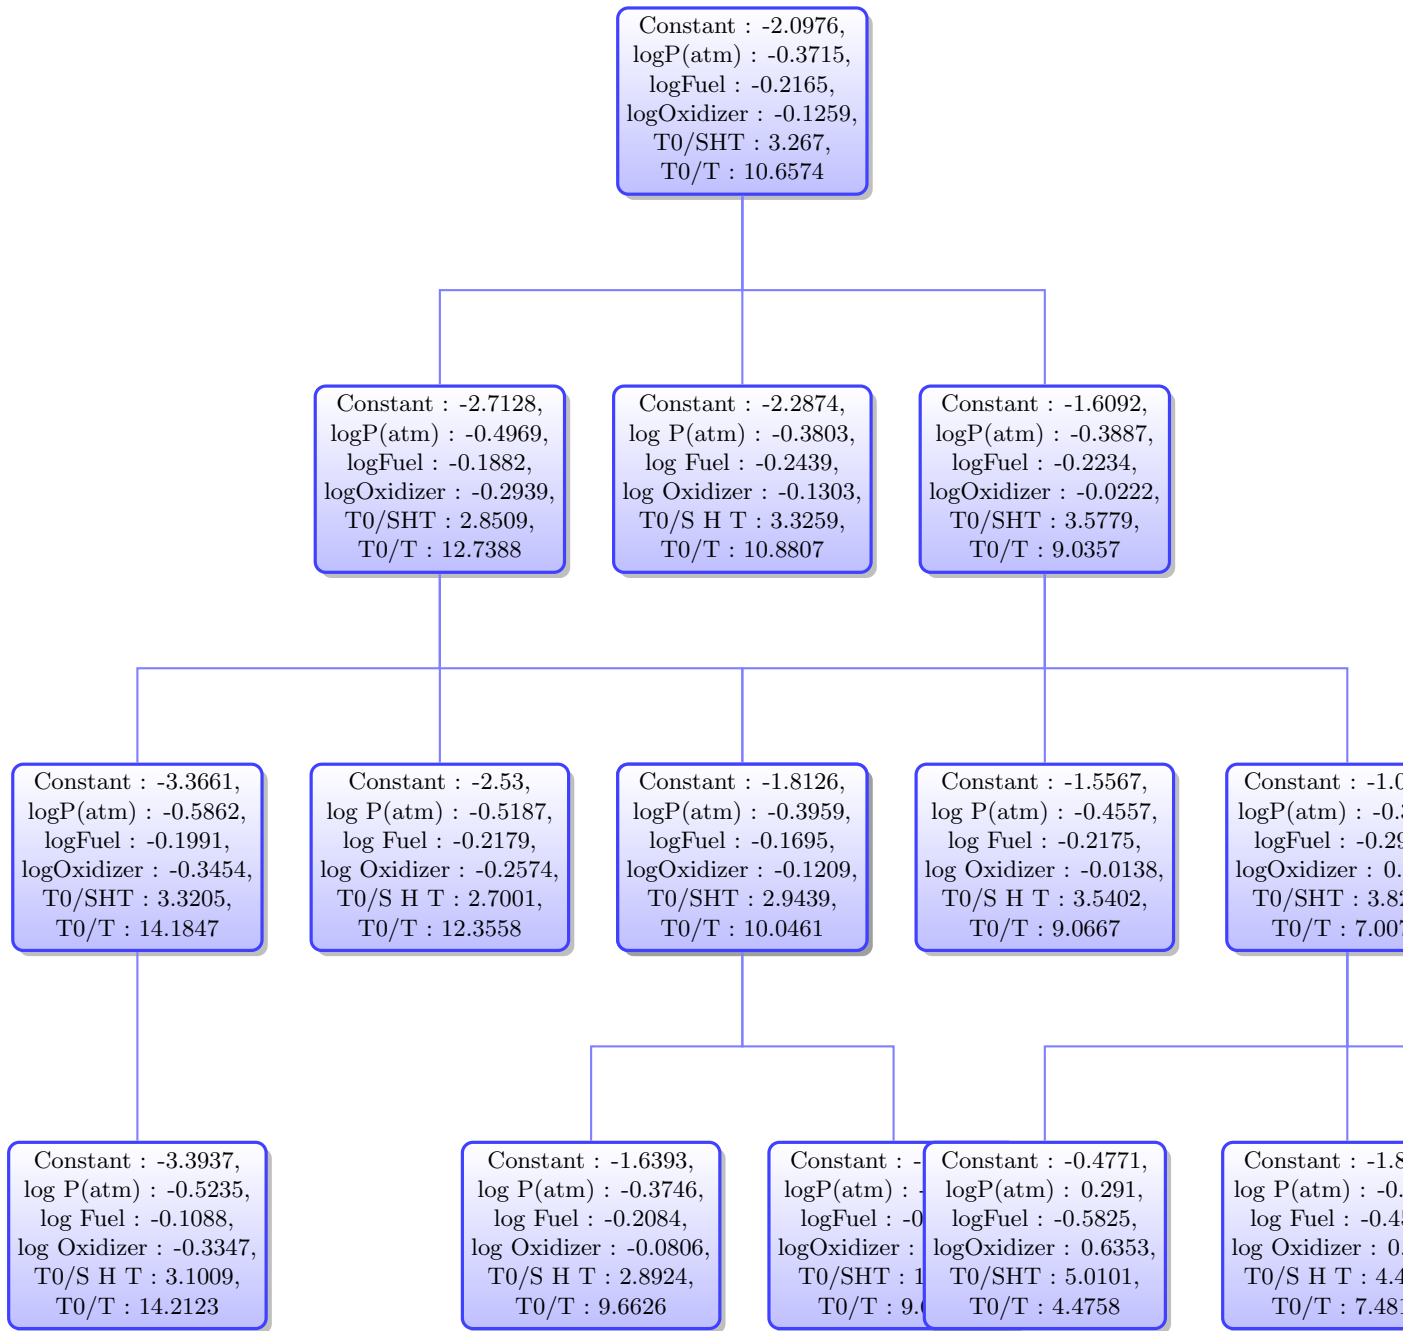 Constant : -2.0976,
logP(atm) : -0.3715,
logFuel : -0.2165,
logOxidizer : -0.1259,
T0/SHT : 3.267,
T0/T : 10.6574
Constant : -2.7128,
logP(atm) : -0.4969,
logFuel : -0.1882,
logOxidizer : -0.2939,
T0/SHT : 2.8509,
T0/T : 12.7388
Constant : -2.2874,
log P(atm) : -0.3803,
log Fuel : -0.2439,
log Oxidizer : -0.1303,
T0/S H T : 3.3259,
T0/T : 10.8807
Constant : -1.6092,
logP(atm) : -0.3887,
logFuel : -0.2234,
logOxidizer : -0.0222,
T0/SHT : 3.5779,
T0/T : 9.0357
Constant : -3.3661,
logP(atm) : -0.5862,
logFuel : -0.1991,
logOxidizer : -0.3454,
T0/SHT : 3.3205,
T0/T : 14.1847
Constant : -2.53,
log P(atm) : -0.5187,
log Fuel : -0.2179,
log Oxidizer : -0.2574,
T0/S H T : 2.7001,
T0/T : 12.3558
Constant : -1.8126,
logP(atm) : -0.3959,
logFuel : -0.1695,
logOxidizer : -0.1209,
T0/SHT : 2.9439,
T0/T : 10.0461
Constant : -1.5567,
log P(atm) : -0.4557,
log Fuel : -0.2175,
log Oxidizer : -0.0138,
T0/S H T : 3.5402,
T0/T : 9.0667
Constant :
logP(atm) :
logFuel :
logOxidizer :
T0/SHT :
T0/T :
Constant : -3.3937,
log P(atm) : -0.5235,
log Fuel : -0.1088,
log Oxidizer : -0.3347,
T0/S H T : 3.1009,
T0/T : 14.2123
Constant : -1.6393,
log P(atm) : -0.3746,
log Fuel : -0.2084,
log Oxidizer : -0.0806,
T0/S H T : 2.8924,
T0/T : 9.6626
Constant :
logP(atm) :
logFuel :
logOxidizer :
T0/SHT :
T0/T :
Constant : -0.4771,
logP(atm) : 0.291,
logFuel : -0.5825,
logOxidizer : 0.6353,
T0/SHT : 5.0101,
T0/T : 4.4758
Constant :
log P(atm) :
log Fuel :
log Oxidizer :
T0/S H T :
T0/T :